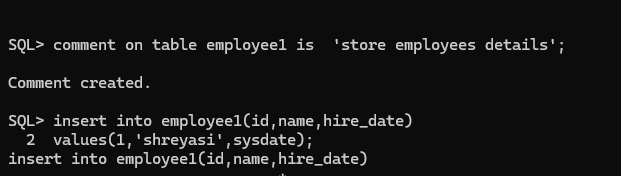 SQL> comment on table employee1 is  'store employees details';
Comment created.
SQL> insert into employee1(id,name,hire_date)
  2  values(1,'shreyasi',sysdate);
insert into employee1(id,name,hire_date)
*